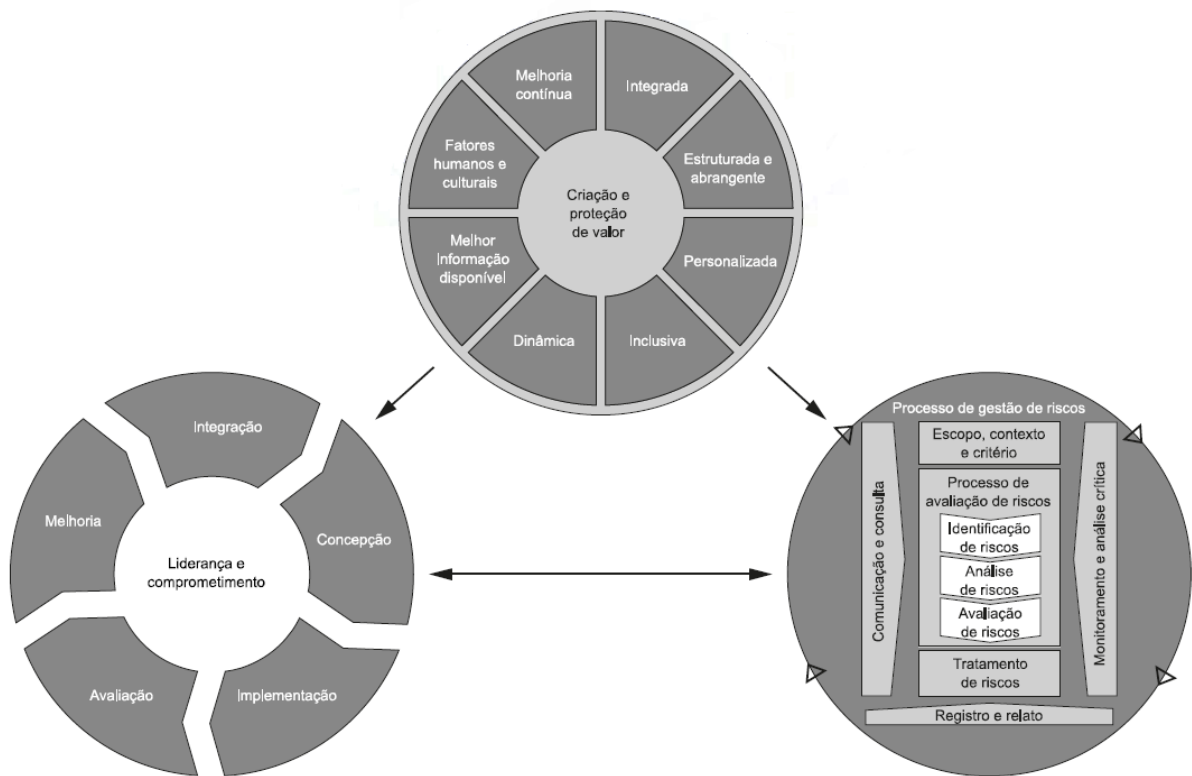 Melhoria
contínua
Integrada
Fatores
humanos e
culturais
Estruturada e
abrangente
Criação e
proteção
de valor
Melhor
Informação
disponível
Personalizada
Dinâmica
Inclusiva
Integração
Melhoria
Concepção
Liderança e
comprometimento
Avaliação
Implementação
Processo de gestão de riscos
Escopo, contexto
e critério
Processo de
avaliação de riscos
Identificação
de riscos
Análise
de riscos
Avaliação
de riscos
Tratamento
de riscos
Comunicação e consulta
Monitoramento e análise crítica
Registro e relato